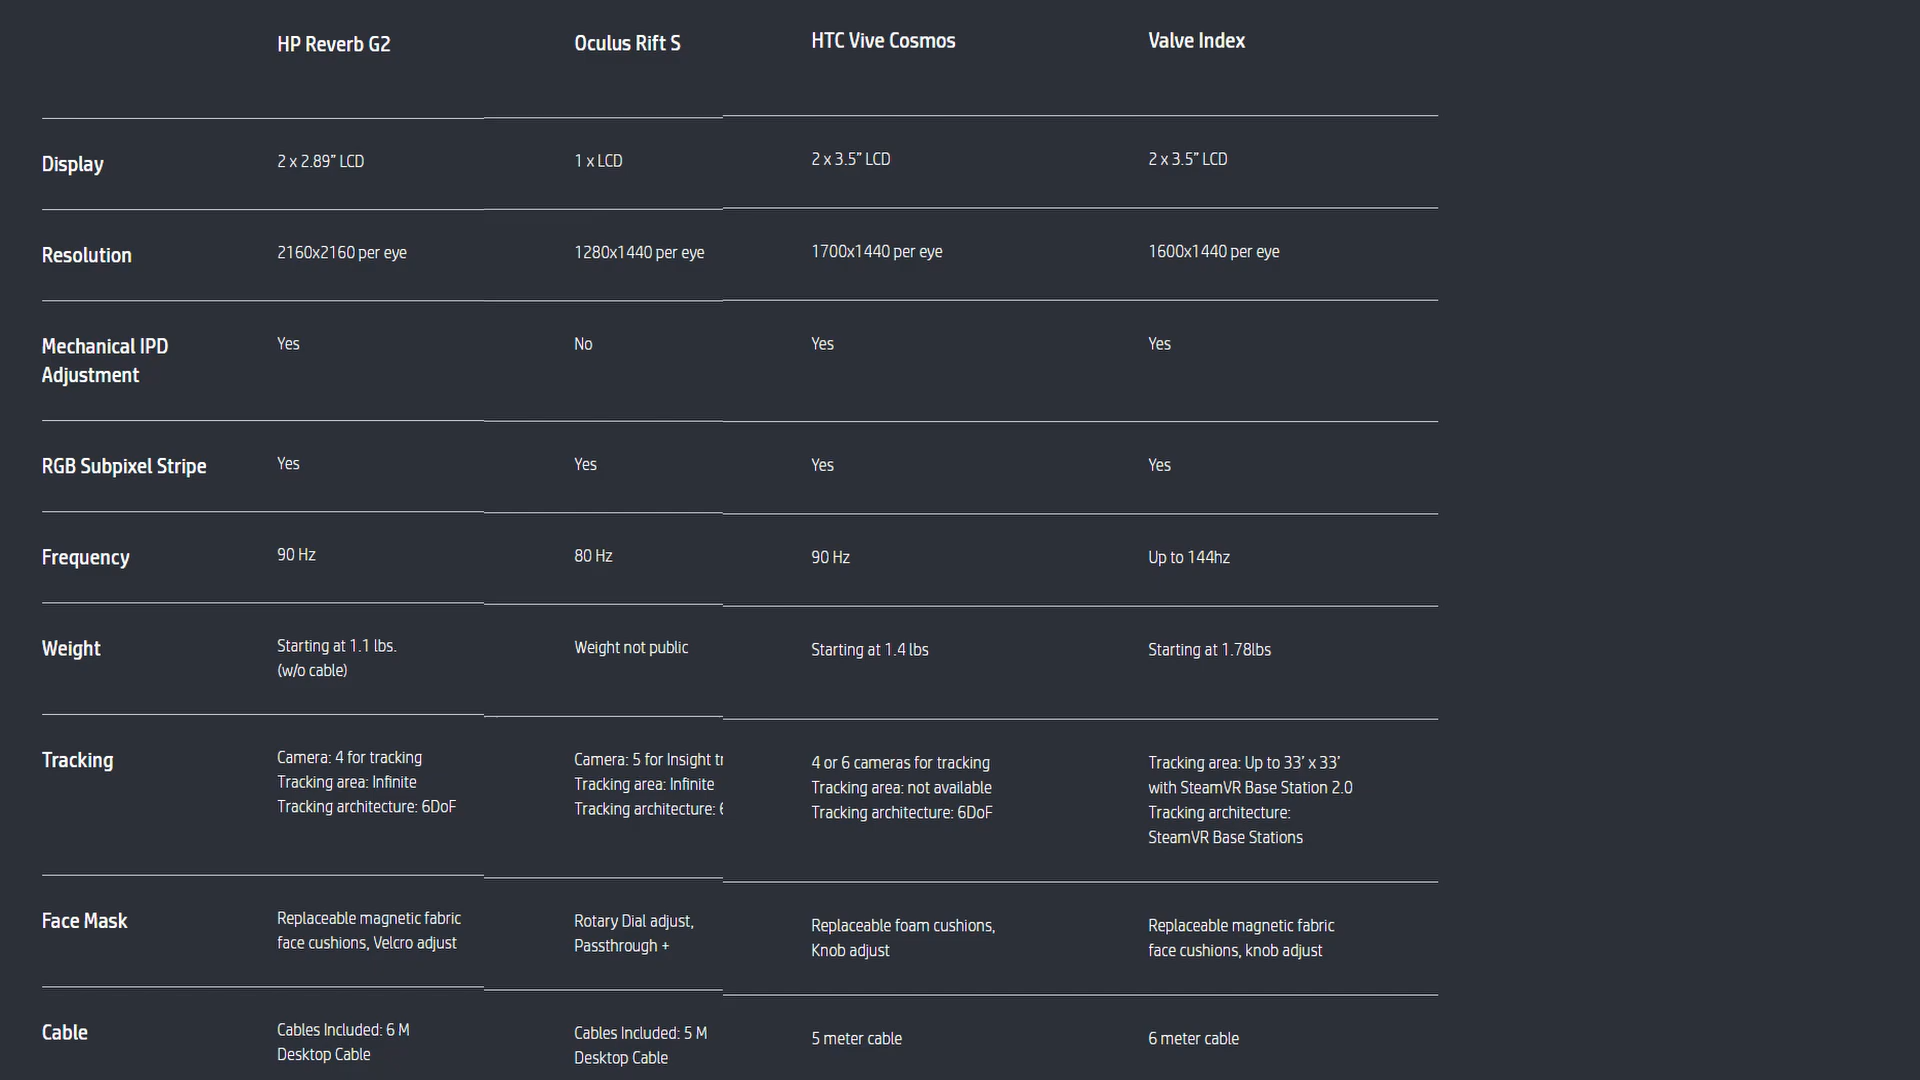 HP Reverb G2 Oculus Rift S HTC Vive Cosmos Valve Index
Display 2 x 2.89” LCD 1 x LCD 2 x 3.5” LCD 2 x 3.5” LCD
Resolution 2160x2160 per eye 1280x1440 per eye 1700x1440 per eye 1600x1440 per eye
Mechanical IPD Yes No Yes Yes
Adjustment
RGB Subpixel Stripe Yes Yes Yes Yes
Frequency 90 Hz 80 Hz 90 Hz Up to 144hz
Weight Starting at 1.1 lbs. Weight not public Starting at 1.4 lbs Starting at 1.78lbs
(w/o cable)
Tracking Camera: 4 for tracking Camera: 5 for Insight tr 4 or 6 cameras for tracking Tracking area: Up to 33’ x 33’
Tracking area: Infinite Tracking area: Infinite Tracking area: not available with SteamVR Base Station 2.0
Tracking architecture: 6DoF Tracking architecture: 6 Tracking architecture: 6DoF Tracking architecture:
SteamVR Base Stations
Face Mask Replaceable magnetic fabric Rotary Dial adjust, Replaceable foam cushions, Replaceable magnetic fabric
face cushions, Velcro adjust Passthrough + Knob adjust face cushions, knob adjust
Cable Cables Included: 6 M Cables Included: 5 M 5 meter cable 6 meter cable
Desktop Cable Desktop Cable